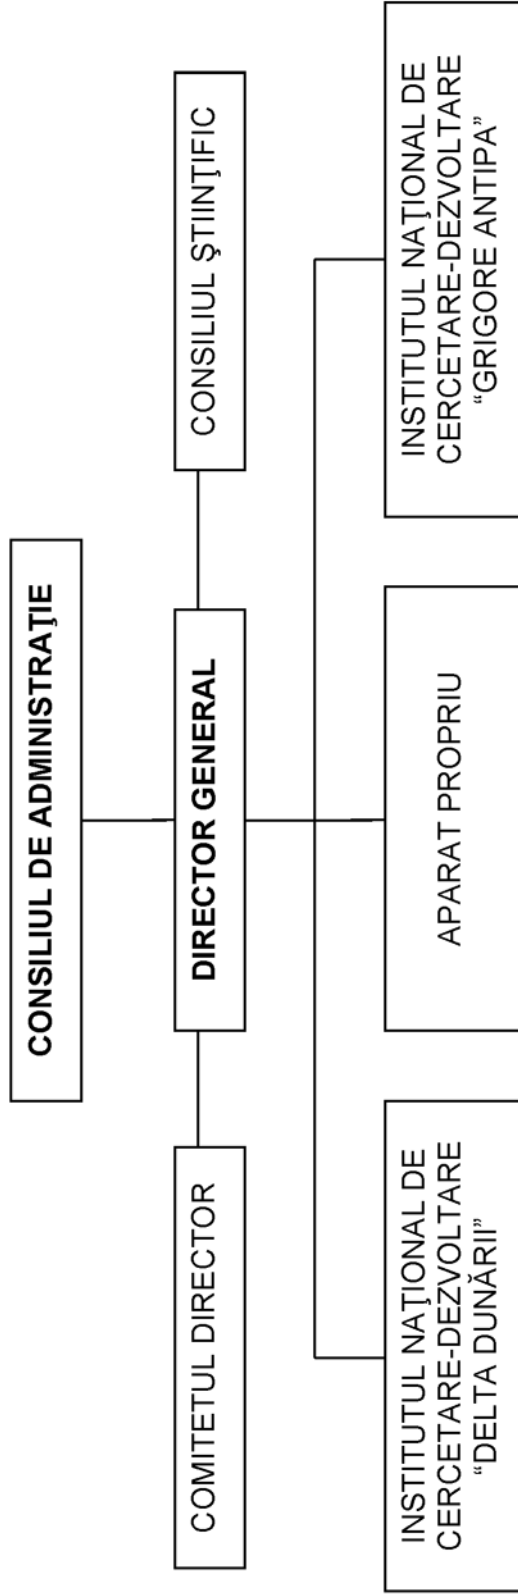 CONSILIUL DE ADMINISTRAŢIE
COMITETUL DIRECTOR
DIRECTOR GENERAL
CONSILIUL ŞTIINŢIFIC
INSTITUTUL NAŢIONAL DE
CERCETARE-DEZVOLTARE
“DELTA DUNĂRII”
APARAT PROPRIU
INSTITUTUL NAŢIONAL DE
CERCETARE-DEZVOLTARE
“GRIGORE ANTIPA”